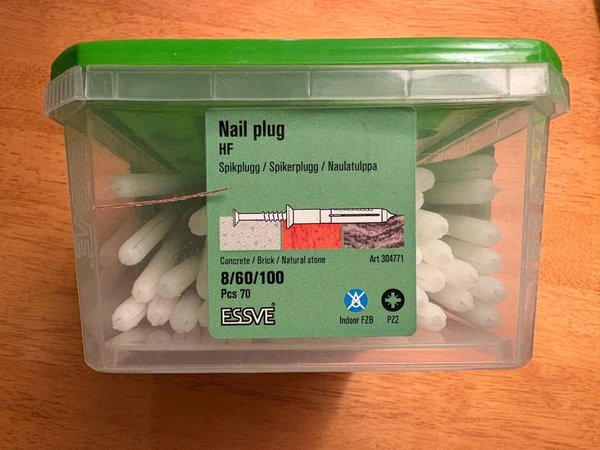 Nail plug
HF
Spikplugg / Spikerplugg / Naulatulppa
Concrete / Brick / Natural stone
Art 304771
8/60/100
Pcs 70
ESSVE®
Indoor FZB
PZ2